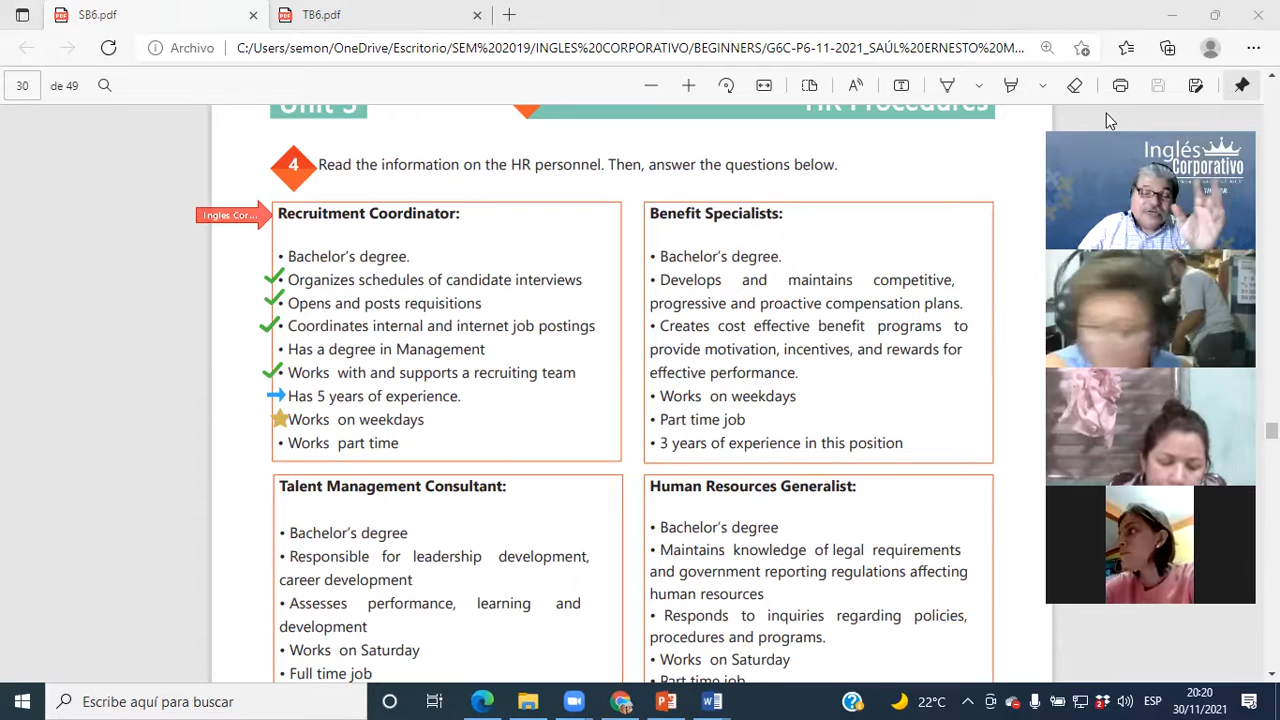 SB6.pdf
TB6.pdf
Archivo
C:/Users/semon/OneDrive/Escritorio/SEM%202019/INGLES%20CORPORATIVO/BEGINNERS/G6C-P6-11-2021_SAÚL%20ERNESTO%20M...
30 de 49
Unit 3
HR Procedures
4 Read the information on the HR personnel. Then, answer the questions below.
Ingles Cor...
Recruitment Coordinator:
• Bachelor's degree.
• Organizes schedules of candidate interviews
• Opens and posts requisitions
• Coordinates internal and internet job postings
• Has a degree in Management
• Works with and supports a recruiting team
• Has 5 years of experience.
Works on weekdays
• Works part time
Benefit Specialists:
• Bachelor's degree.
• Develops and maintains competitive,
progressive and proactive compensation plans.
• Creates cost effective benefit programs to
provide motivation, incentives, and rewards for
effective performance.
• Works on weekdays
• Part time job
• 3 years of experience in this position
Talent Management Consultant:
• Bachelor's degree
• Responsible for leadership development,
career development
• Assesses performance, learning and
development
• Works on Saturday
• Full time job
Human Resources Generalist:
• Bachelor's degree
• Maintains knowledge of legal requirements
and government reporting regulations affecting
human resources
• Responds to inquiries regarding policies,
procedures and programs.
• Works on Saturday
• Part time job
Inglés
Corporativo
Escribe aquí para buscar
22°C
ESP
20:20
30/11/2021
2